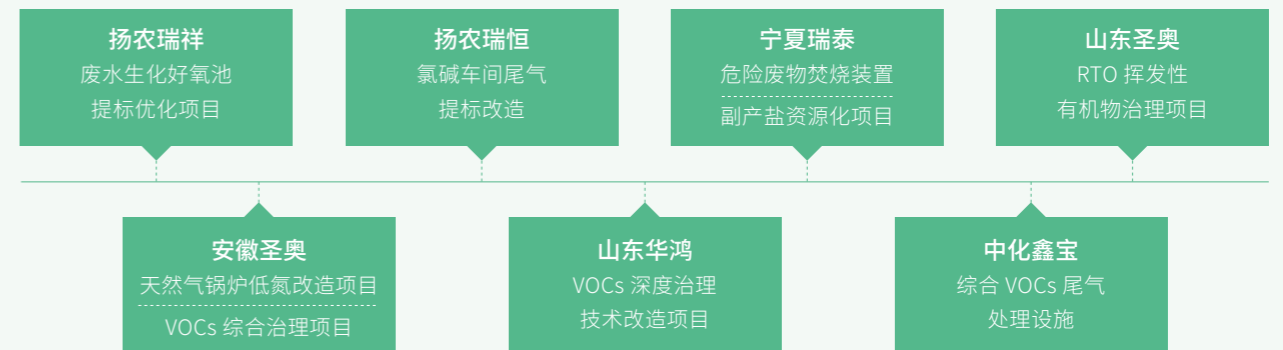 扬农瑞祥
废水生化好氧池
提标优化项目
扬农瑞恒
氯碱车间尾气
提标改造
宁夏瑞泰
危险废物焚烧装置
副产盐资源化项目
山东圣奥
RTO 挥发性
有机物治理项目
安徽圣奥
天然气锅炉低氮改造项目
VOCs 综合治理项目
山东华鸿
VOCs 深度治理
技术改造项目
中化鑫宝
综合 VOCs 尾气
处理设施